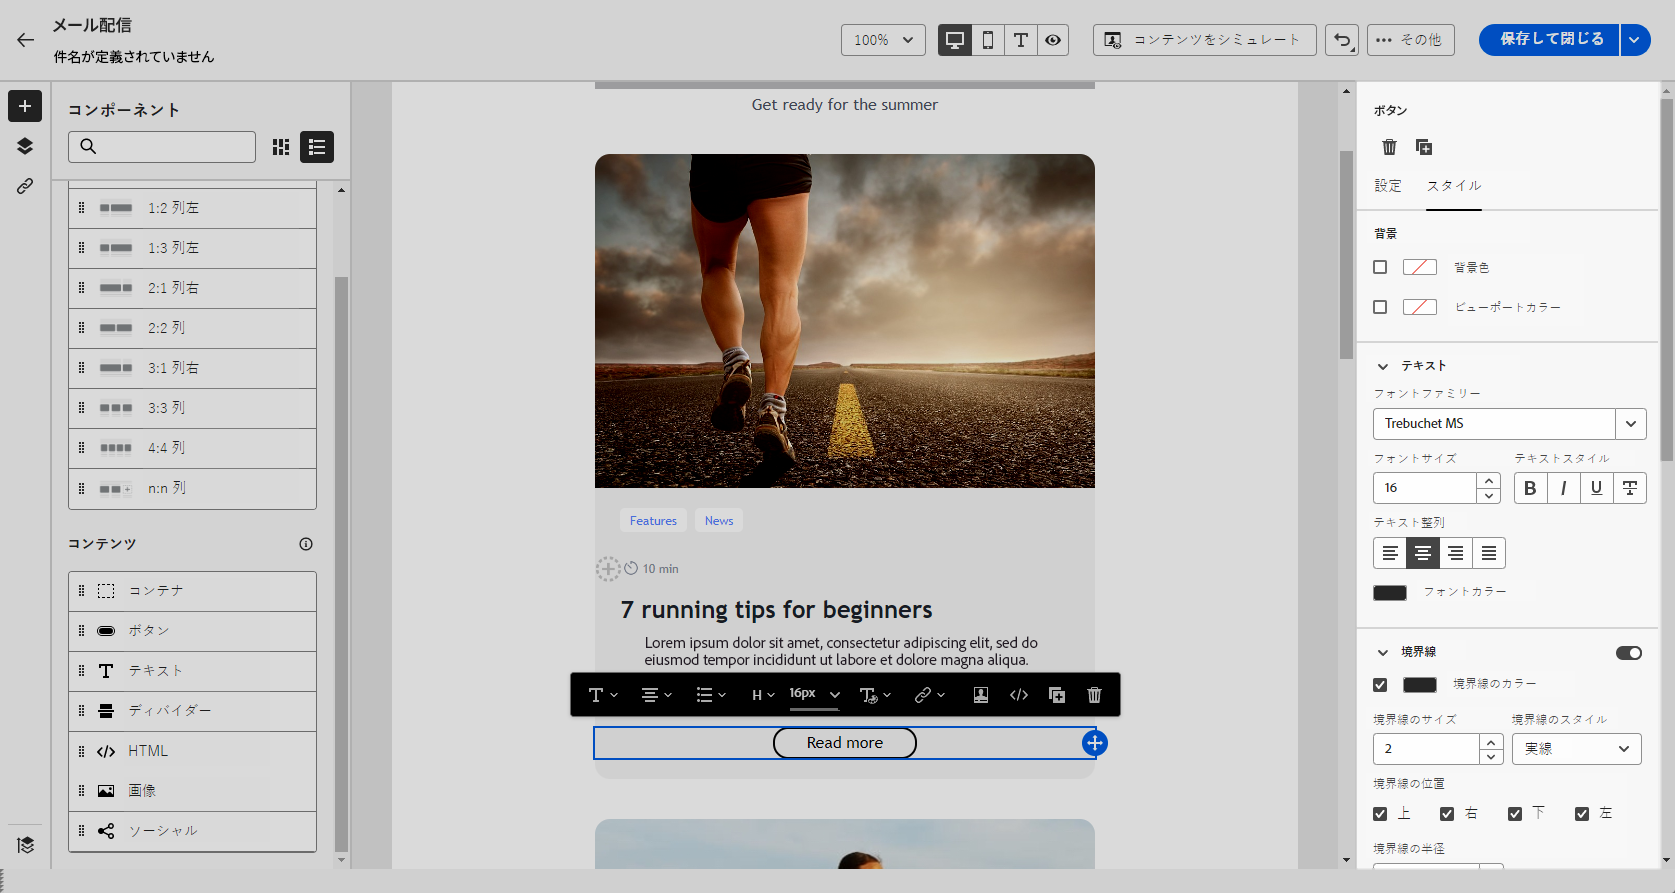 メール配信
件名が定義されていません
100%
コンテンツをシミュレート
その他
保存して閉じる
コンポーネント
1:2 列左
1:3 列左
2:1 列右
2:2 列
3:1 列右
3:3 列
4:4 列
n:n 列
コンテンツ
コンテナ
ボタン
テキスト
ディバイダー
HTML
画像
ソーシャル
Get ready for the summer
Features
News
10 min
7 running tips for beginners
Lorem ipsum dolor sit amet, consectetur adipiscing elit, sed do
eiusmod tempor incididunt ut labore et dolore magna aliqua.
H
16px
Read more
ボタン
設定
スタイル
背景
背景色
ビューポートカラー
テキスト
フォントファミリー
Trebuchet MS
フォントサイズ
テキストスタイル
16
B I U T
テキスト整列
フォントカラー
境界線
境界線のカラー
境界線のサイズ
境界線のスタイル
2
実線
境界線の位置
上
右
下
左
境界線の半径